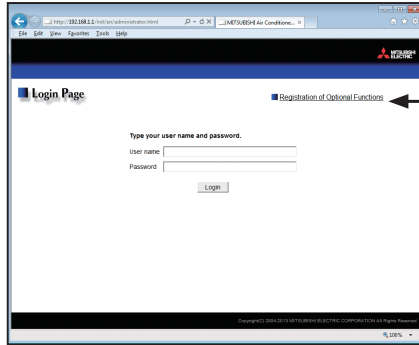 http://192.168.1.1/init/en/administrator.html
MITSUBISHI Air Conditione...
File Edit View Favorites Tools Help
MITSUBISHI
ELECTRIC
Login Page
Registration of Optional Functions
Type your user name and password.
User name
Password
Login
Copyright(C) 2004-2013 MITSUBISHI ELECTRIC CORPORATION All Rights Reserved
100%